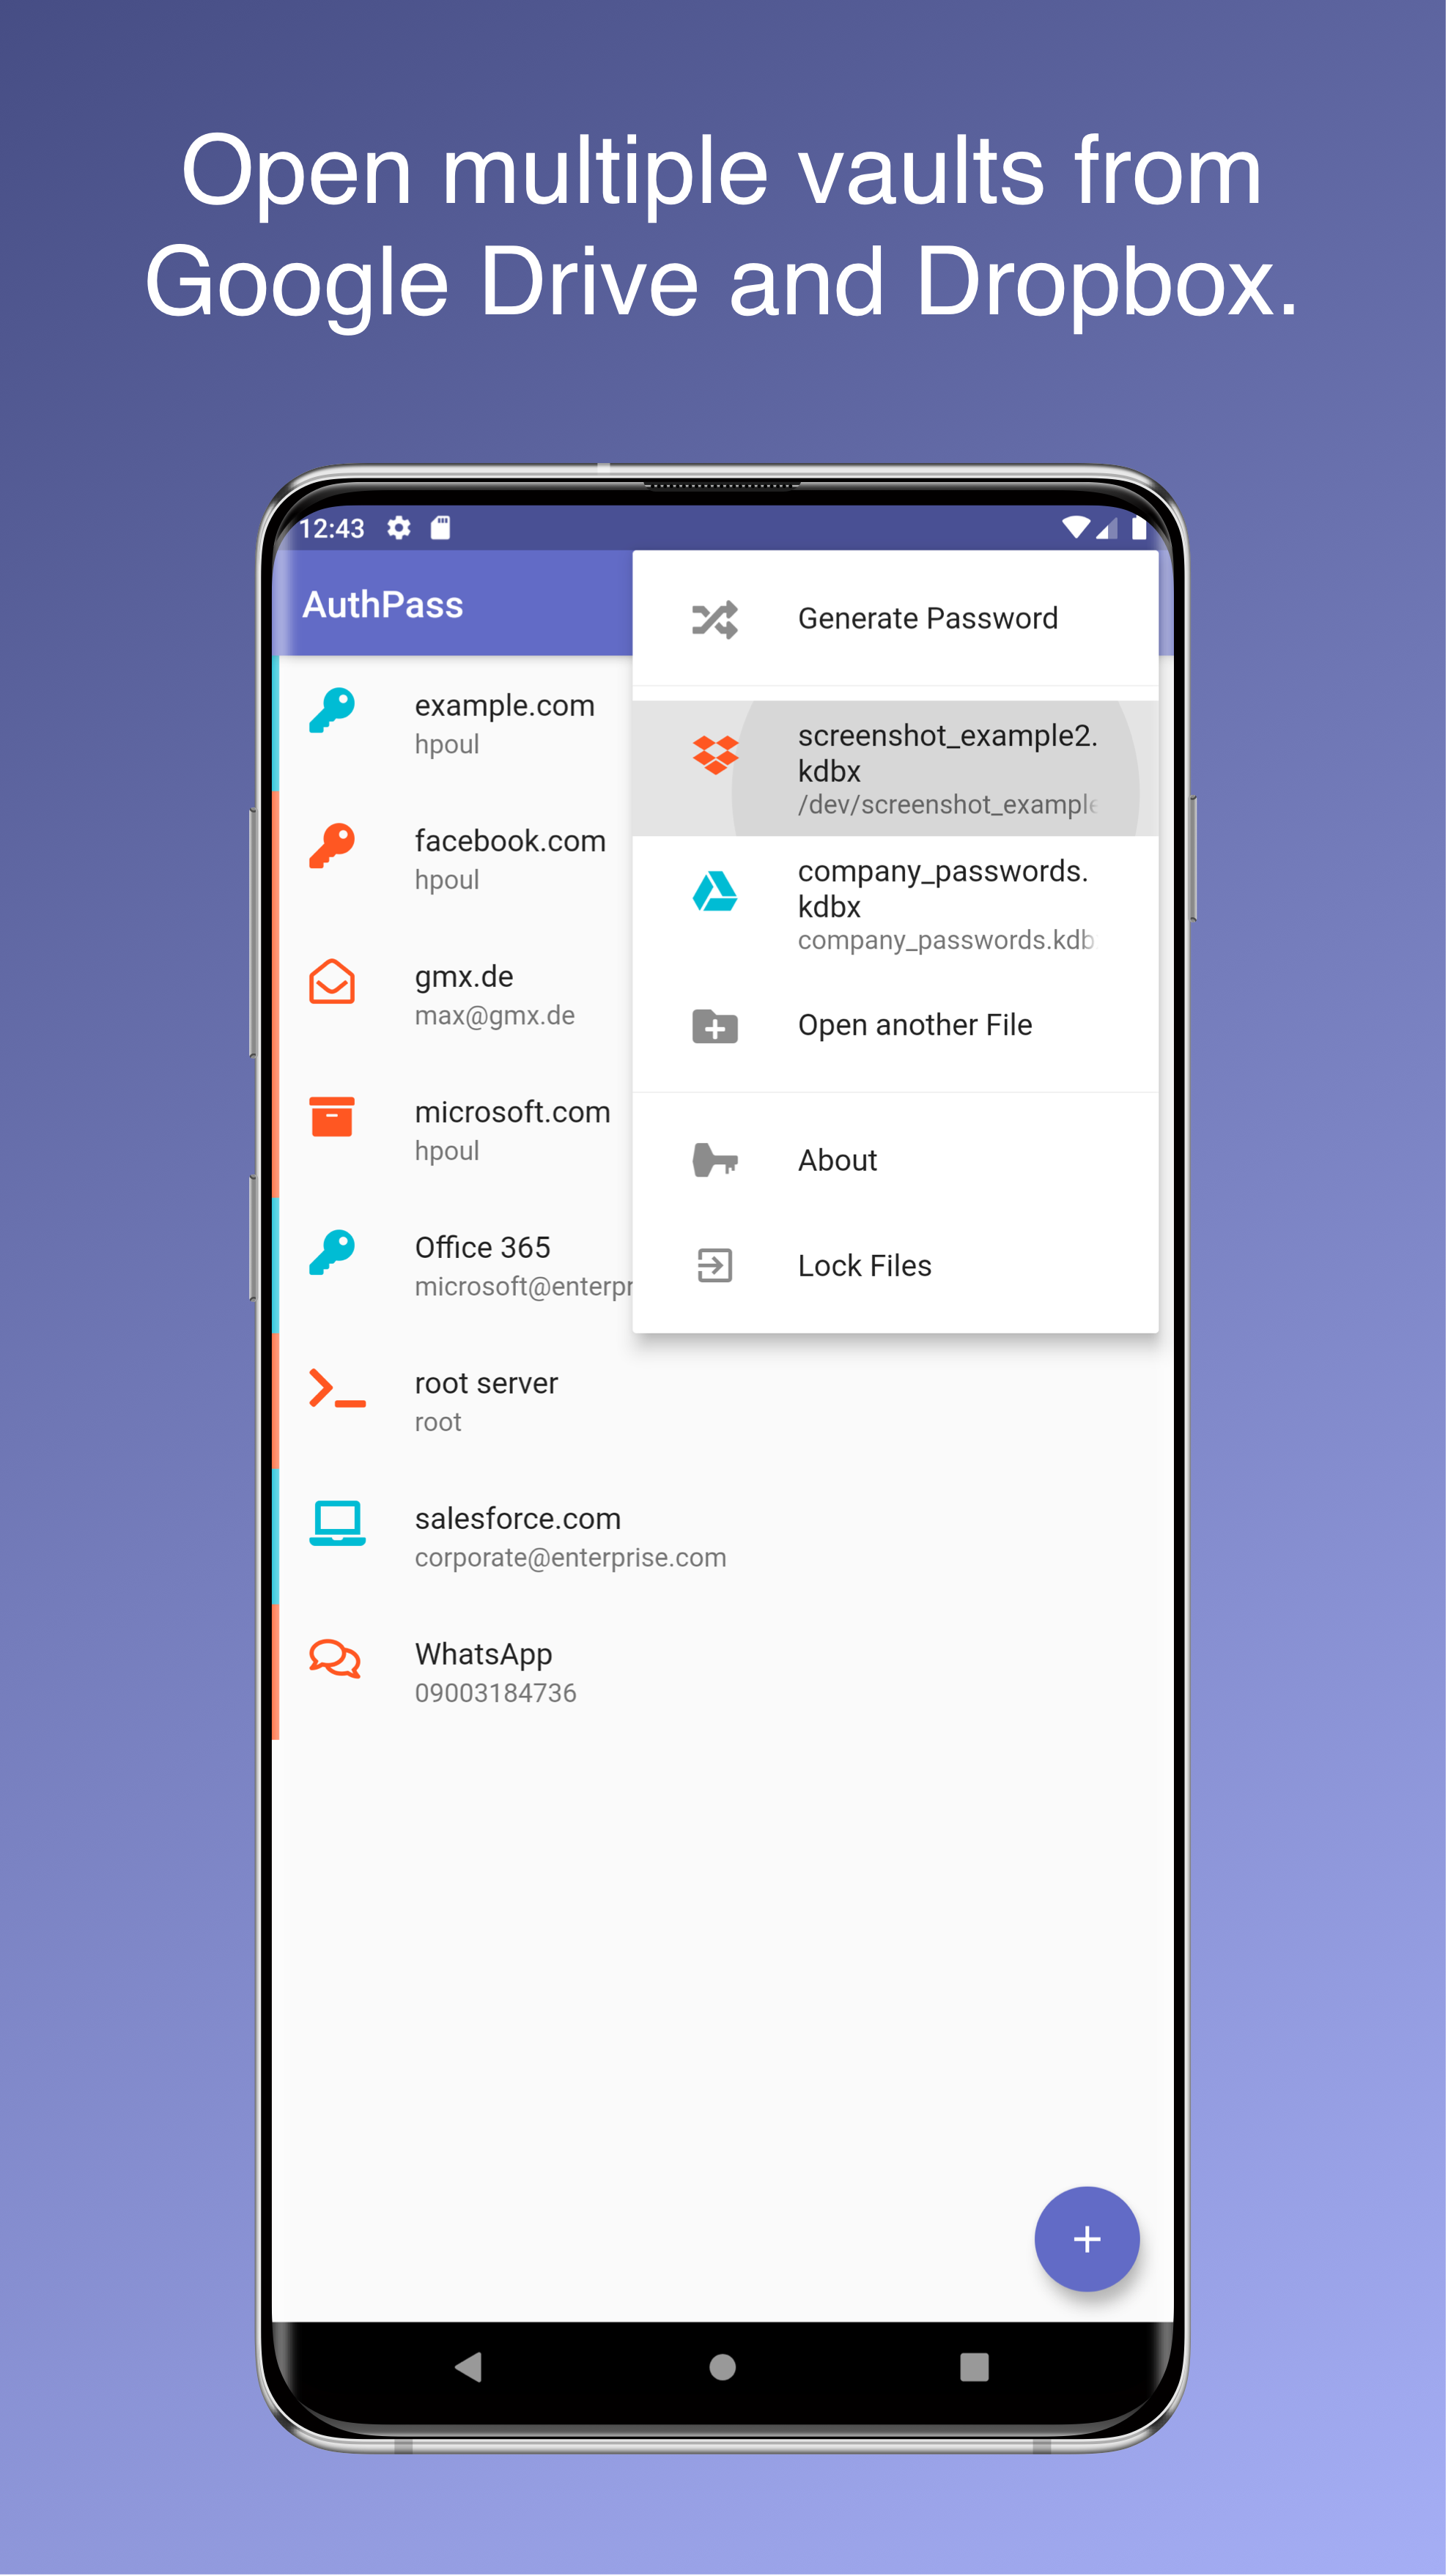 Open multiple vaults from
Google Drive and Dropbox.
12:43
AuthPass
example.com
hpoul
facebook.com
hpoul
gmx.de
max@gmx.de
microsoft.com
hpoul
Office 365
microsoft@enterpr
root server
root
salesforce.com
corporate@enterprise.com
WhatsApp
09003184736
Generate Password
screenshot_example2.
kdbx
/dev/screenshot_example
company_passwords.
kdbx
company_passwords.kdb
Open another File
About
Lock Files